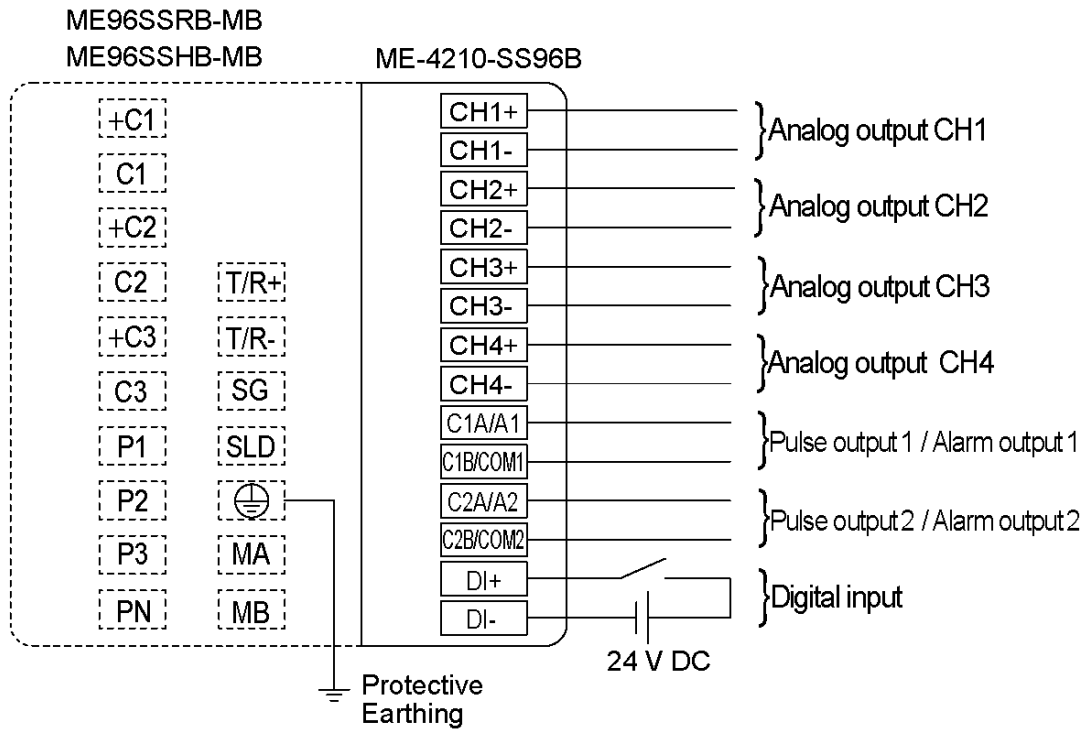 ME96SSRB-MB
ME96SSHB-MB
ME-4210-SS96B
+C1
C1
+C2
C2
+C3
C3
P1
P2
P3
PN
T/R+
T/R-
SG
SLD
MA
MB
CH1+
CH1-
CH2+
CH2-
CH3+
CH3-
CH4+
CH4-
C1A/A1
C1B/COM1
C2A/A2
C2B/COM2
DI+
DI-
Analog output CH1
Analog output CH2
Analog output CH3
Analog output CH4
Pulse output 1 / Alarm output 1
Pulse output 2 / Alarm output 2
Digital input
24 V DC
Protective
Earthing